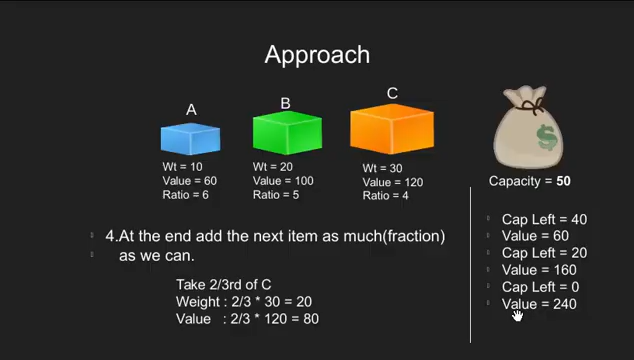 Approach
A
B
C
Wt = 10
Value = 60
Ratio = 6
Wt = 20
Value = 100
Ratio = 5
Wt = 30
Value = 120
Ratio = 4
$
Capacity = 50
4.At the end add the next item as much(fraction)
as we can.
Take 2/3rd of C
Weight : 2/3 * 30 = 20
Value : 2/3 * 120 = 80
Cap Left = 40
Value = 60
Cap Left = 20
Value = 160
Cap Left = 0
Value = 240